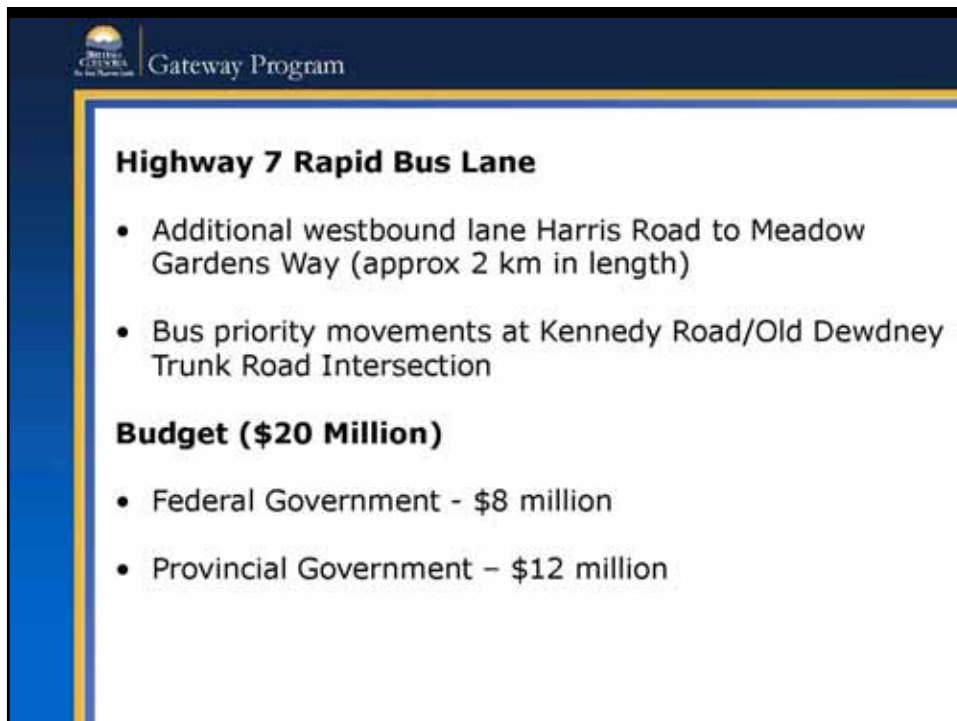 BRITISH
COLUMBIA
Gateway Program
Highway 7 Rapid Bus Lane
• Additional westbound lane Harris Road to Meadow
Gardens Way (approx 2 km in length)
• Bus priority movements at Kennedy Road/Old Dewdney
Trunk Road Intersection
Budget ($20 Million)
• Federal Government - $8 million
• Provincial Government – $12 million